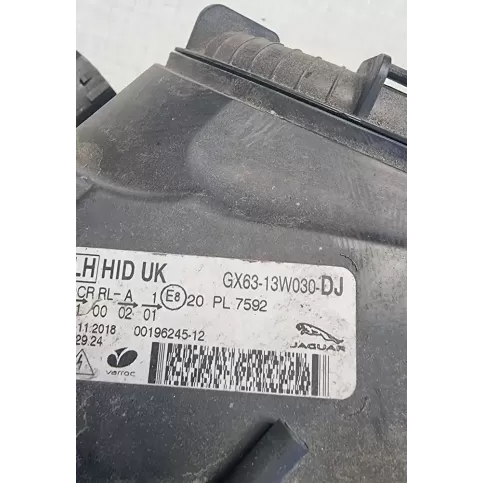 LH HID UK GX63-13W030-DJ
CR RL- A 1 E8 20 PL 7592
00 02 01
11.2018 00196245-12
29.24
varroc
JAGUAR